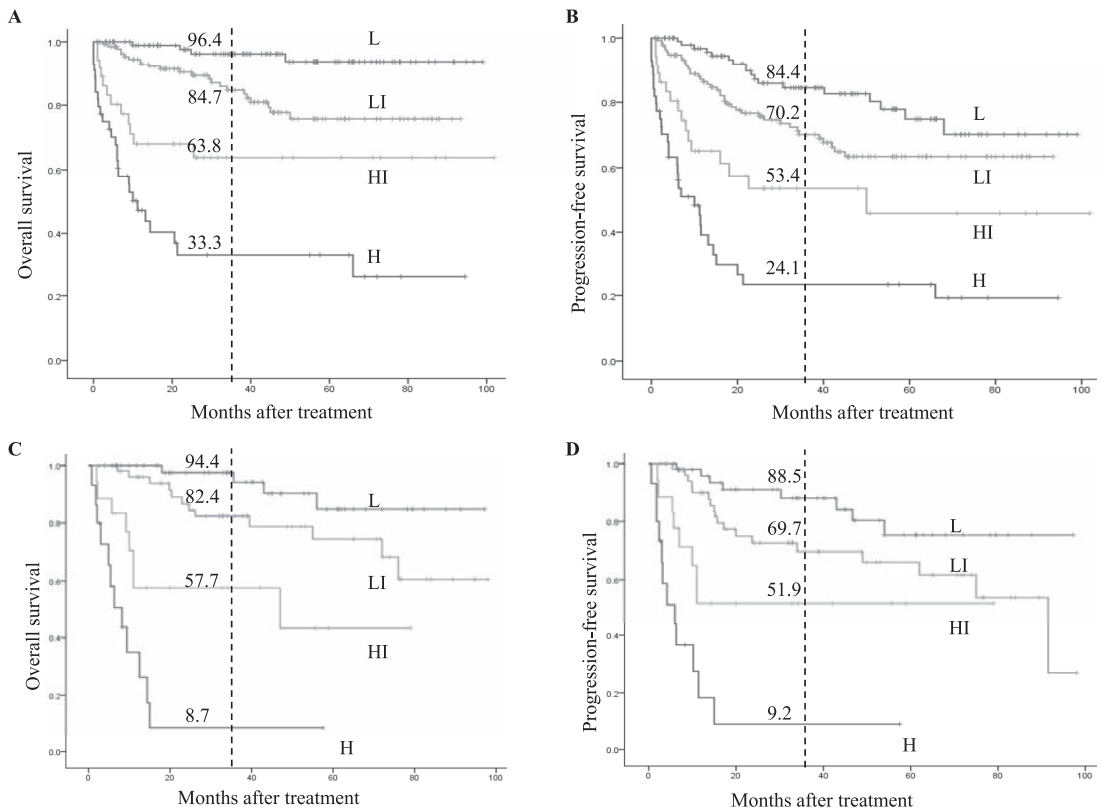 A
Overall survival
1.0
0.8
0.6
0.4
0.2
0.0
96.4
L
84.7
LI
63.8
HI
33.3
H
0 20 40 60 80 100
Months after treatment
B
Progression-free survival
1.0
0.8
0.6
0.4
0.2
0.0
84.4
L
70.2
LI
53.4
HI
24.1
H
0 20 40 60 80 100
Months after treatment
C
Overall survival
1.0
0.8
0.6
0.4
0.2
0.0
94.4
L
82.4
LI
57.7
HI
8.7
H
0 20 40 60 80 100
Months after treatment
D
Progression-free survival
1.0
0.8
0.6
0.4
0.2
0.0
88.5
L
69.7
LI
51.9
HI
9.2
H
0 20 40 60 80 100
Months after treatment